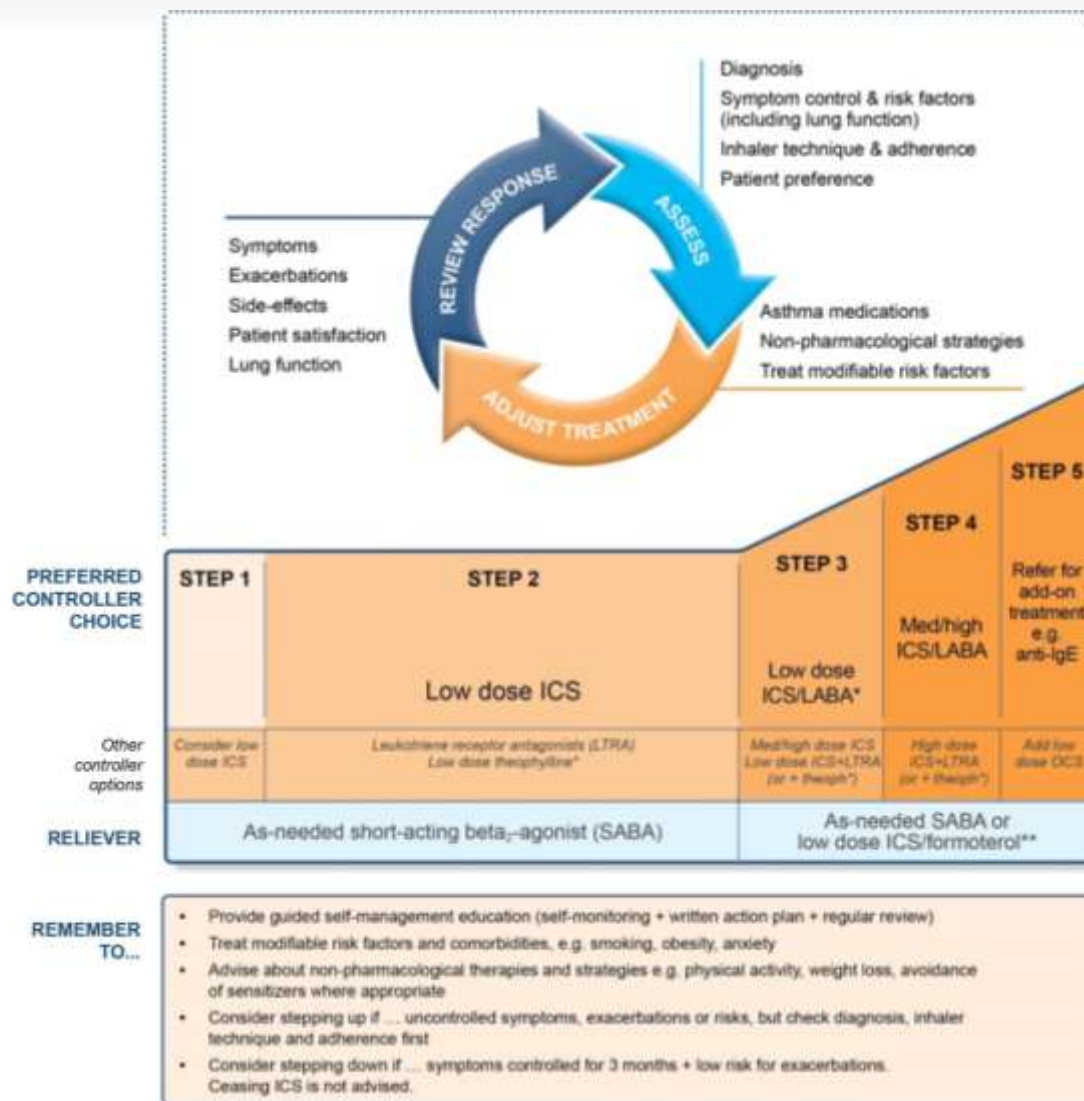 Diagnosis
Symptom control & risk factors
(including lung function)
Inhaler technique & adherence
Patient preference
REVIEW RESPONSE
ASSESS
ADJUST TREATMENT
Symptoms
Exacerbations
Side-effects
Patient satisfaction
Lung function
Asthma medications
Non-pharmacological strategies
Treat modifiable risk factors
PREFERRED
CONTROLLER
CHOICE
STEP 1
STEP 2
Low dose ICS
STEP 3
Low dose
ICS/LABA*
STEP 4
Med/high
ICS/LABA
STEP 5
Refer for
add-on
treatment
e.g.
anti-IgE
Other
controller
options
Consider low
dose ICS
Leukotriene receptor antagonists (LTRA)
Low dose theophylline*
Med/high dose ICS
Low dose ICS+LTRA
(or + theoph*)
High dose
ICS+LTRA
(or + theoph*)
Add low
dose OCS
RELIEVER
As-needed short-acting beta₂-agonist (SABA)
As-needed SABA or
low dose ICS/formoterol**
REMEMBER
TO...
• Provide guided self-management education (self-monitoring + written action plan + regular review)
• Treat modifiable risk factors and comorbidities, e.g. smoking, obesity, anxiety
• Advise about non-pharmacological therapies and strategies e.g. physical activity, weight loss, avoidance
of sensitizers where appropriate
• Consider stepping up if ... uncontrolled symptoms, exacerbations or risks, but check diagnosis, inhaler
technique and adherence first
• Consider stepping down if ... symptoms controlled for 3 months + low risk for exacerbations.
Ceasing ICS is not advised.